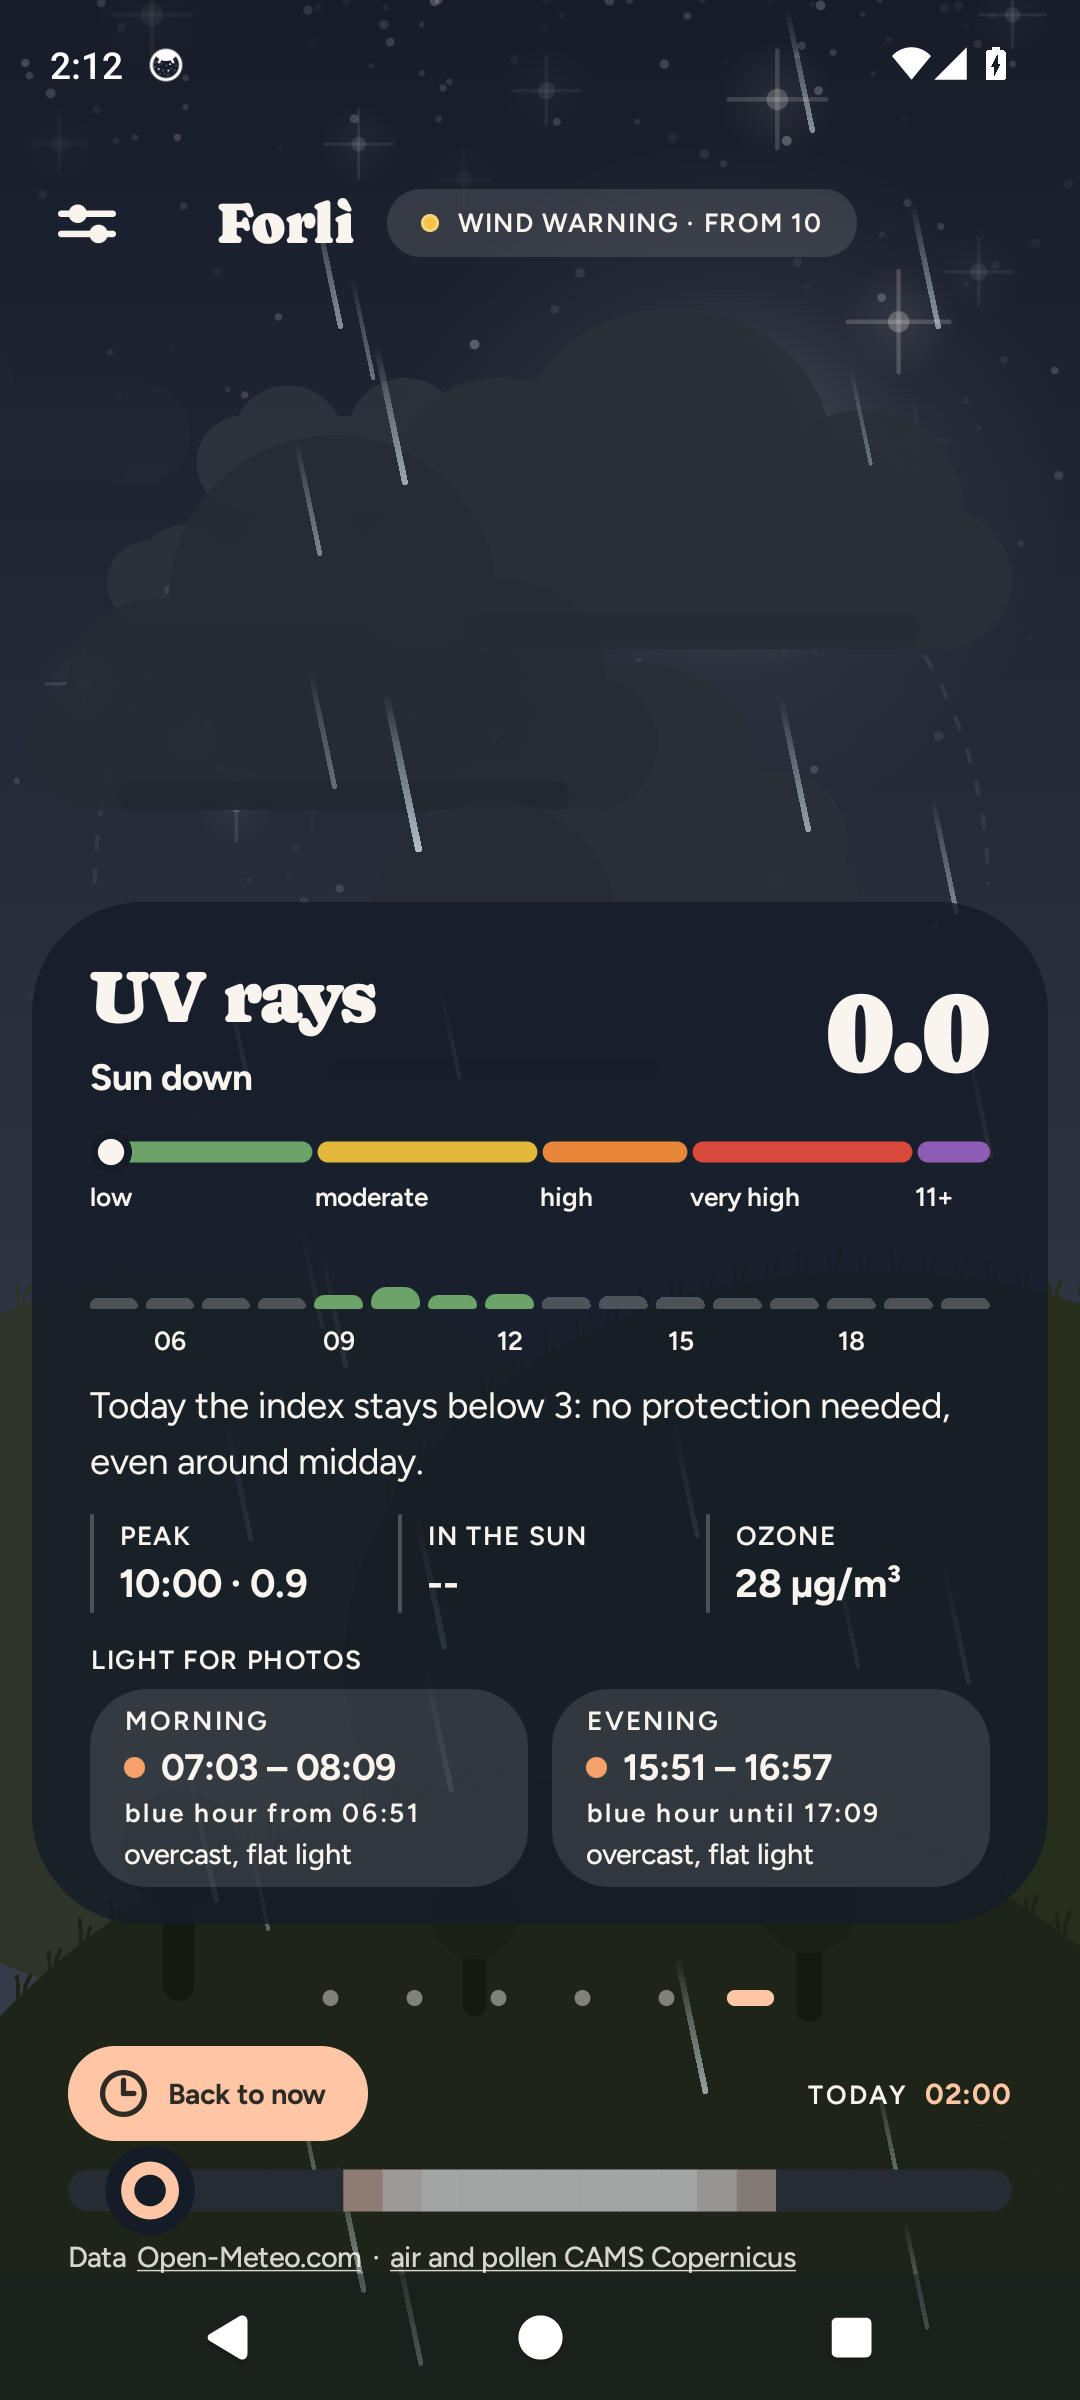 2:12
Forlì
WIND WARNING · FROM 10
UV rays
0.0
Sun down
low moderate high very high 11+
06 09 12 15 18
Today the index stays below 3: no protection needed,
even around midday.
PEAK
10:00 · 0.9
IN THE SUN
--
OZONE
28 µg/m³
LIGHT FOR PHOTOS
MORNING
07:03 – 08:09
blue hour from 06:51
overcast, flat light
EVENING
15:51 – 16:57
blue hour until 17:09
overcast, flat light
Back to now
TODAY 02:00
Data Open-Meteo.com · air and pollen CAMS Copernicus